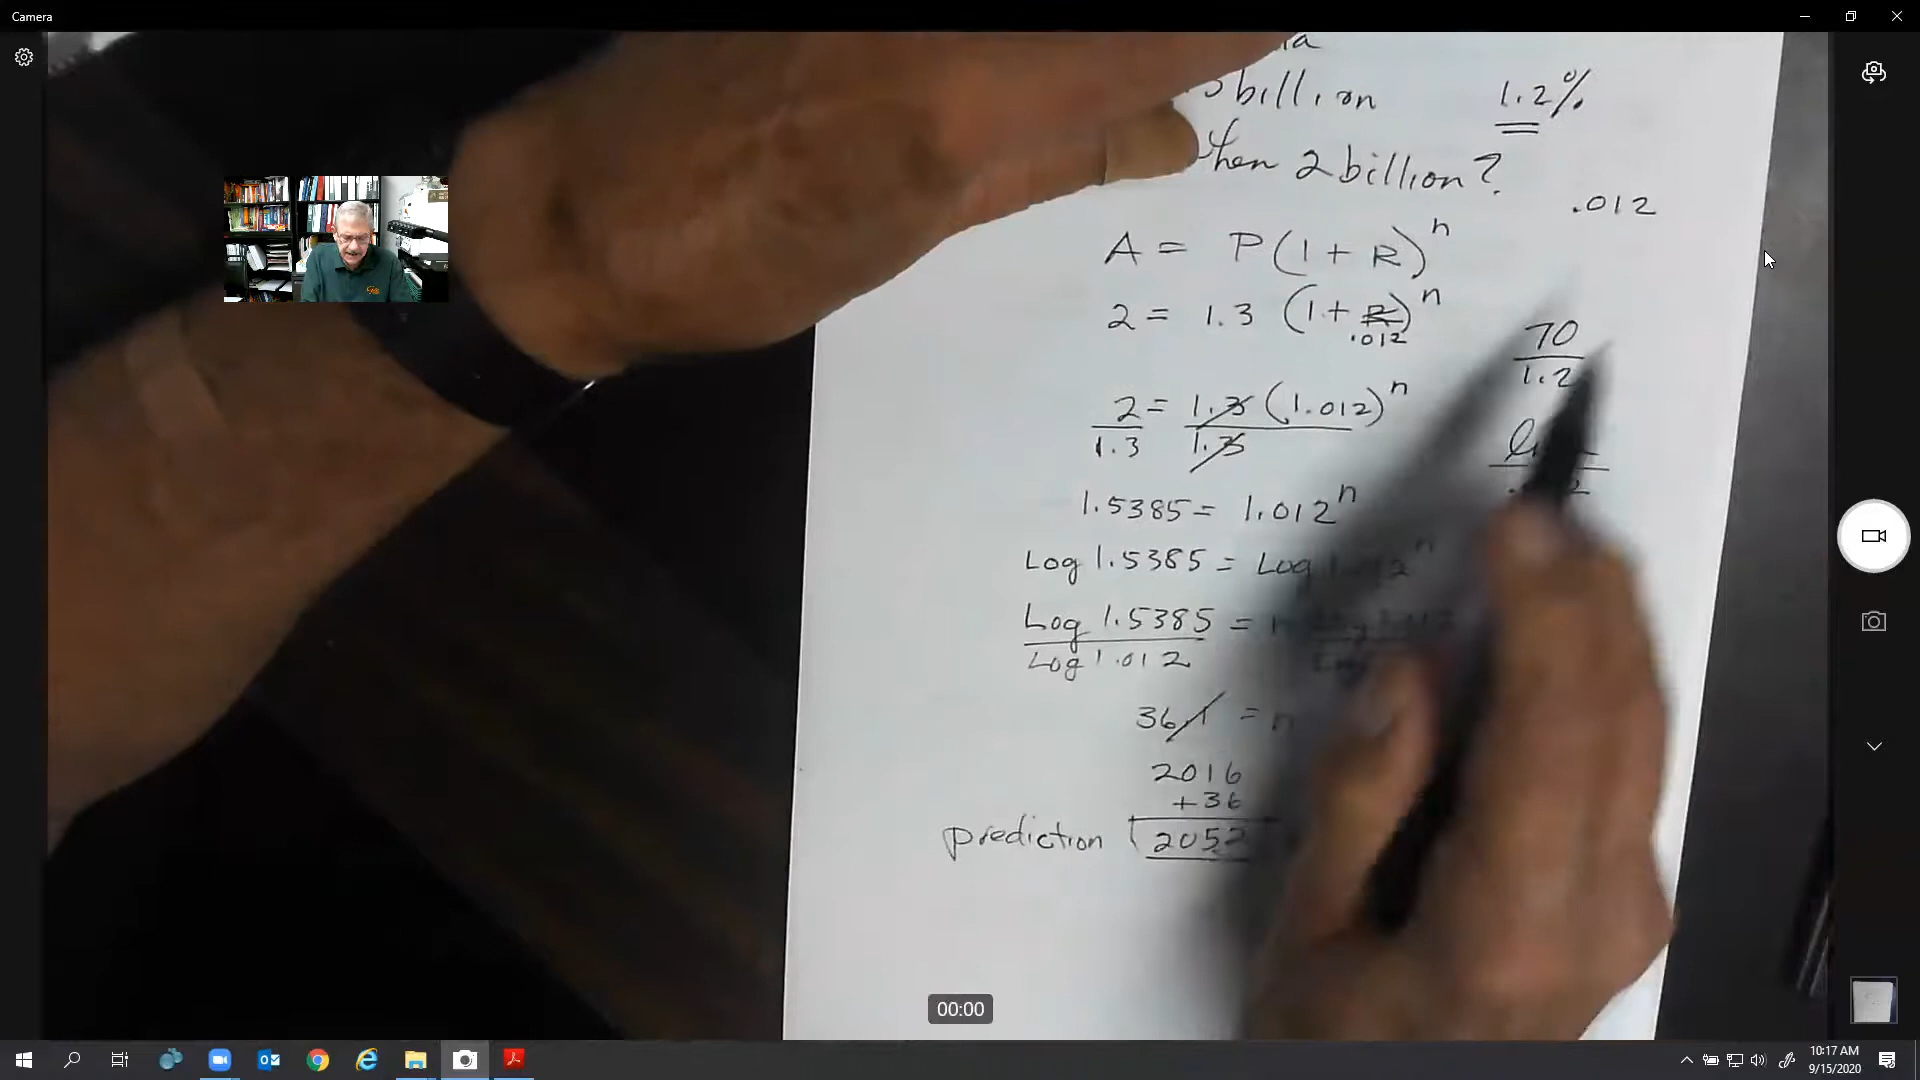 Camera
billion
1.2%
When 2 billion?
.012
A = P(1 + R)^n
2 = 1.3 (1 + R)^n
.012
2 = 1.3 (1.012)^n
1.3 1.3
1.5385 = 1.012^n
Log 1.5385 = Log
Log 1.5385 =
Log 1.012
36.1 = n
2016
+36
prediction 2052
70
1.2
00:00
10:17 AM
9/15/2020